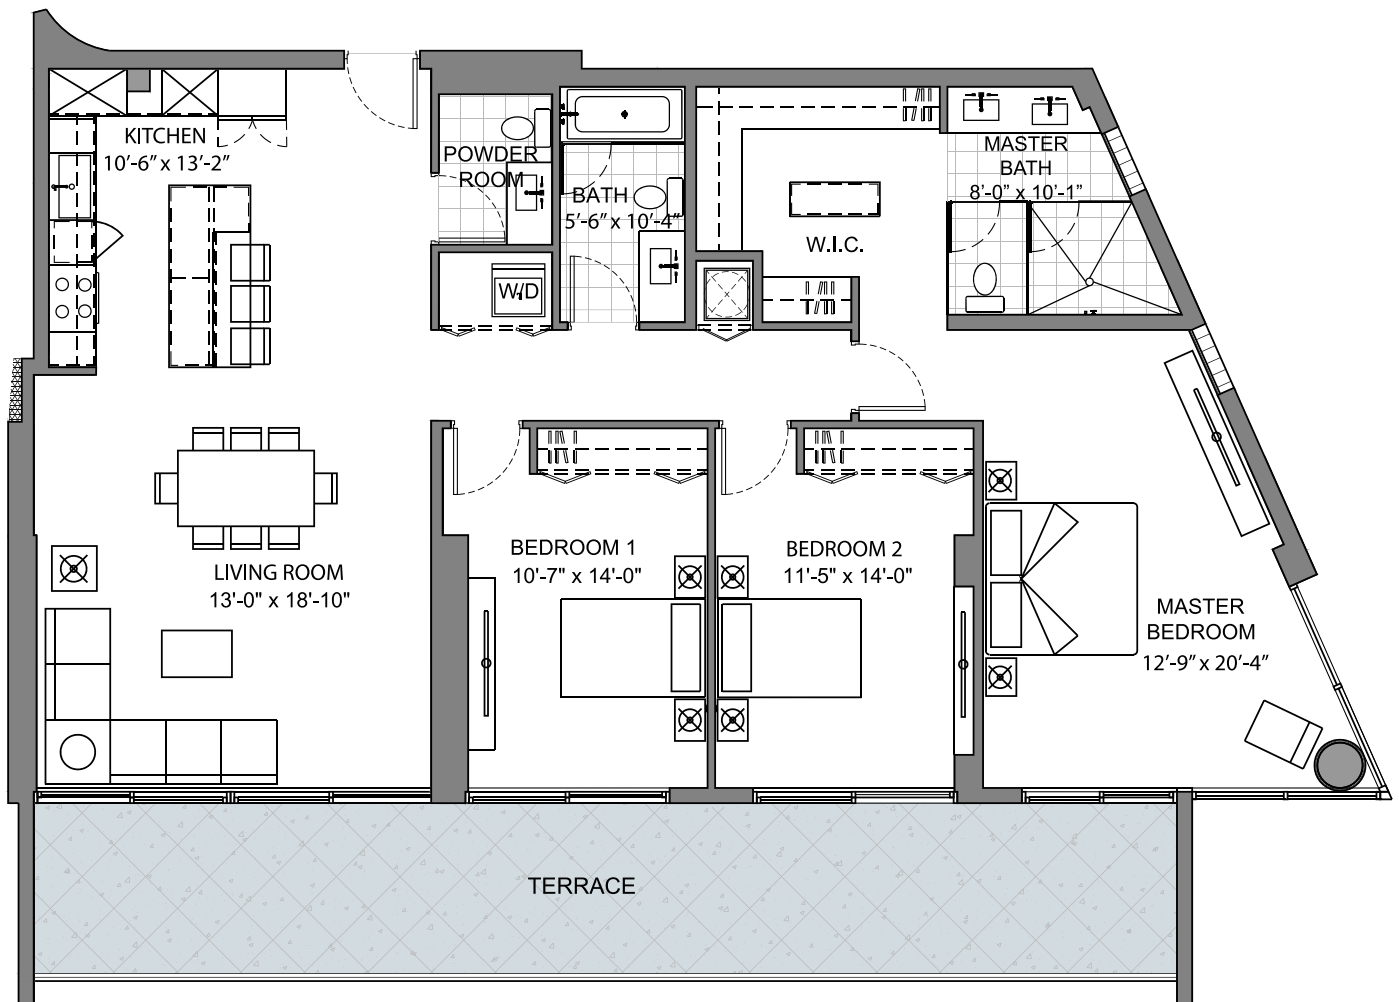 KITCHEN
10'-6" x 13'-2"
POWDER
ROOM
BATH
5'-6" x 10'-4"
W/D
W.I.C.
MASTER
BATH
8'-0" x 10'-1"
LIVING ROOM
13'-0" x 18'-10"
BEDROOM 1
10'-7" x 14'-0"
BEDROOM 2
11'-5" x 14'-0"
MASTER
BEDROOM
12'-9" x 20'-4"
TERRACE